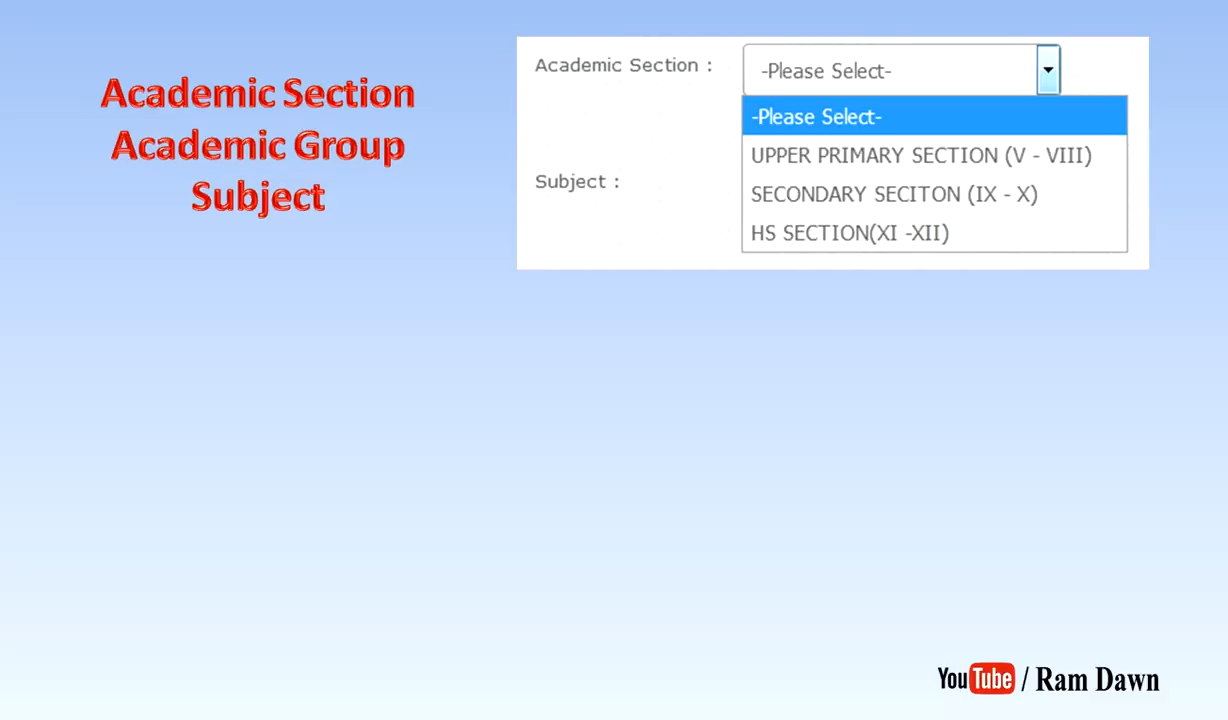 Academic Section
Academic Group
Subject
Academic Section :
-Please Select-
-Please Select-
UPPER PRIMARY SECTION (V - VIII)
SECONDARY SECITON (IX - X)
HS SECTION(XI -XII)
Subject :
YouTube / Ram Dawn